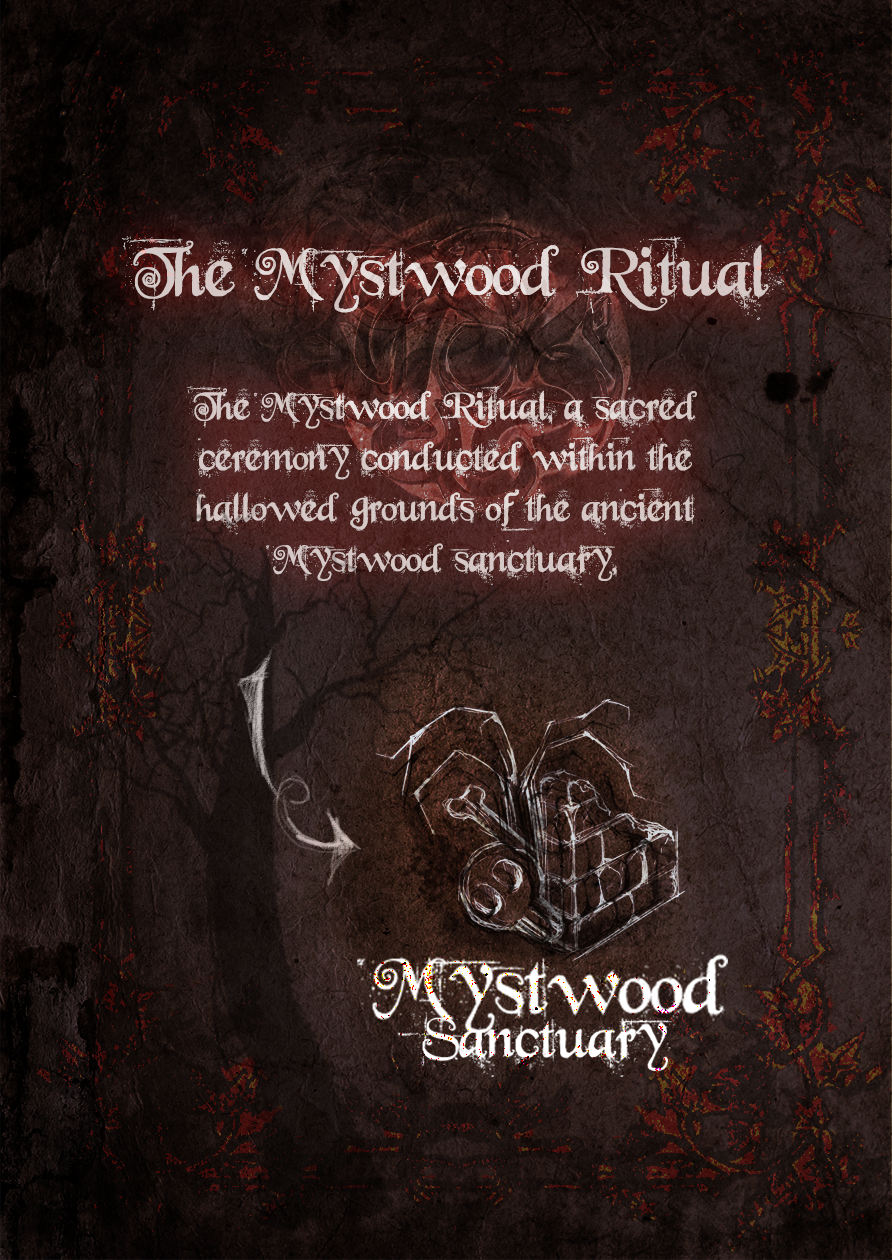 The Mystwood Ritual
The Mystwood Ritual, a sacred
ceremony conducted within the
hallowed grounds of the ancient
Mystwood sanctuary,
Mystwood
Sanctuary